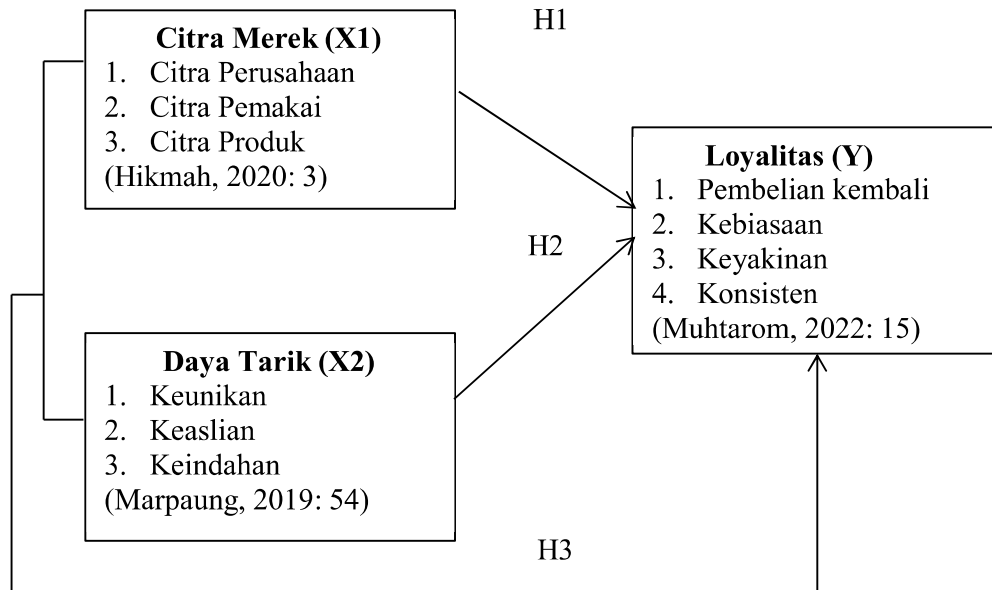 H1
Citra Merek (X1)
1. Citra Perusahaan
2. Citra Pemakai
3. Citra Produk
(Hikmah, 2020: 3)
Loyalitas (Y)
1. Pembelian kembali
2. Kebiasaan
3. Keyakinan
4. Konsisten
(Muhtarom, 2022: 15)
H2
Daya Tarik (X2)
1. Keunikan
2. Keaslian
3. Keindahan
(Marpaung, 2019: 54)
H3